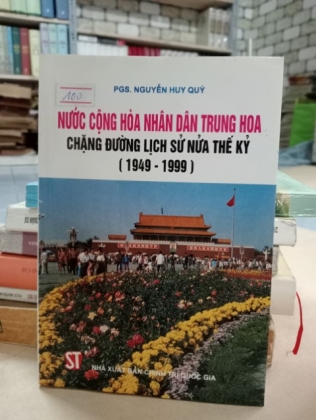 100
PGS. NGUYỄN HUY QUÝ
NƯỚC CỘNG HÒA NHÂN DÂN TRUNG HOA
CHẶNG ĐƯỜNG LỊCH SỬ NỬA THẾ KỶ
( 1949 - 1999 )
ST
NHÀ XUẤT BẢN CHÍNH TRỊ QUỐC GIA